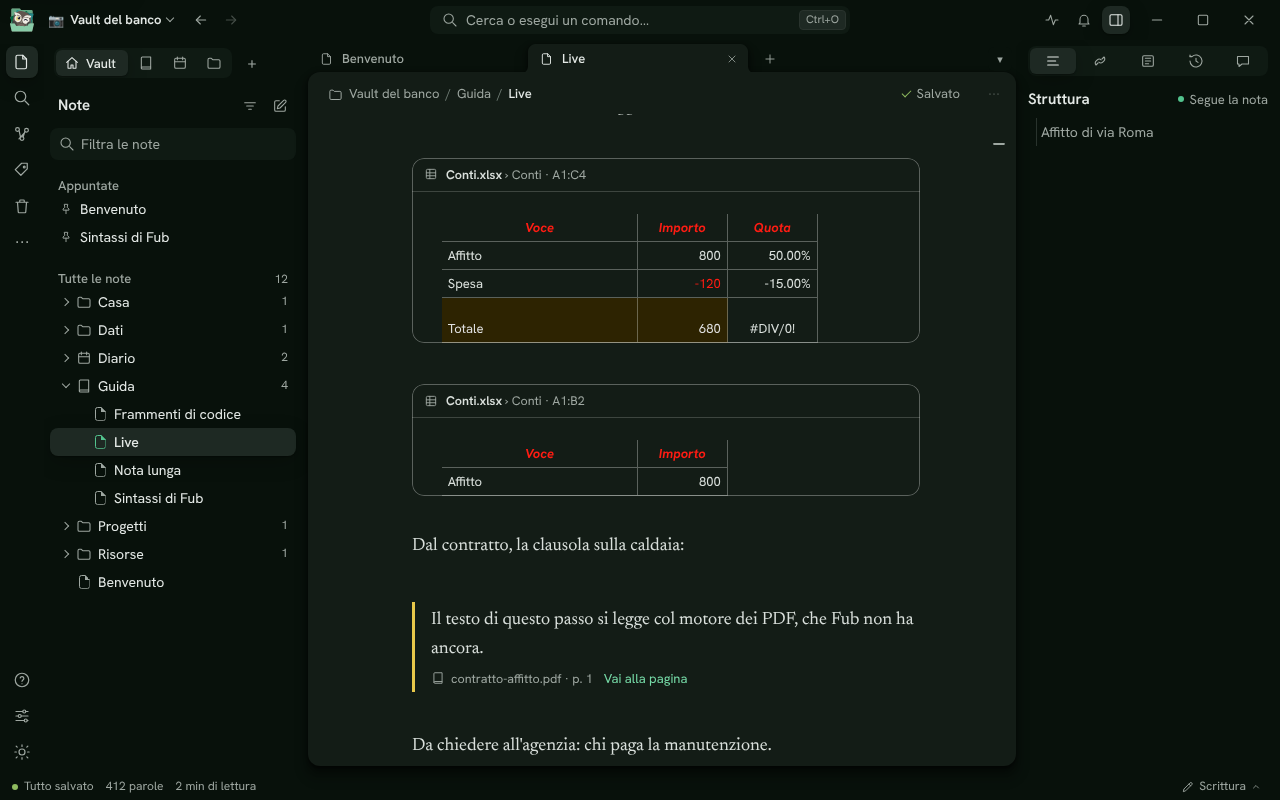 Vault del banco
Cerca o esegui un comando…
Ctrl+O
Vault
Note
Filtra le note
Appuntate
Benvenuto
Sintassi di Fub
Tutte le note 12
Casa 1
Dati 1
Diario 2
Guida 4
Frammenti di codice
Live
Nota lunga
Sintassi di Fub
Progetti 1
Risorse 1
Benvenuto
Tutto salvato 412 parole 2 min di lettura
Benvenuto
Live
Vault del banco / Guida / Live
Salvato
Conti.xlsx › Conti · A1:C4
Voce Importo Quota
Affitto 800 50.00%
Spesa -120 -15.00%
Totale 680 #DIV/0!
Conti.xlsx › Conti · A1:B2
Voce Importo
Affitto 800
Dal contratto, la clausola sulla caldaia:
Il testo di questo passo si legge col motore dei PDF, che Fub non ha
ancora.
contratto-affitto.pdf · p. 1 Vai alla pagina
Da chiedere all'agenzia: chi paga la manutenzione.
Struttura
Segue la nota
Affitto di via Roma
Scrittura